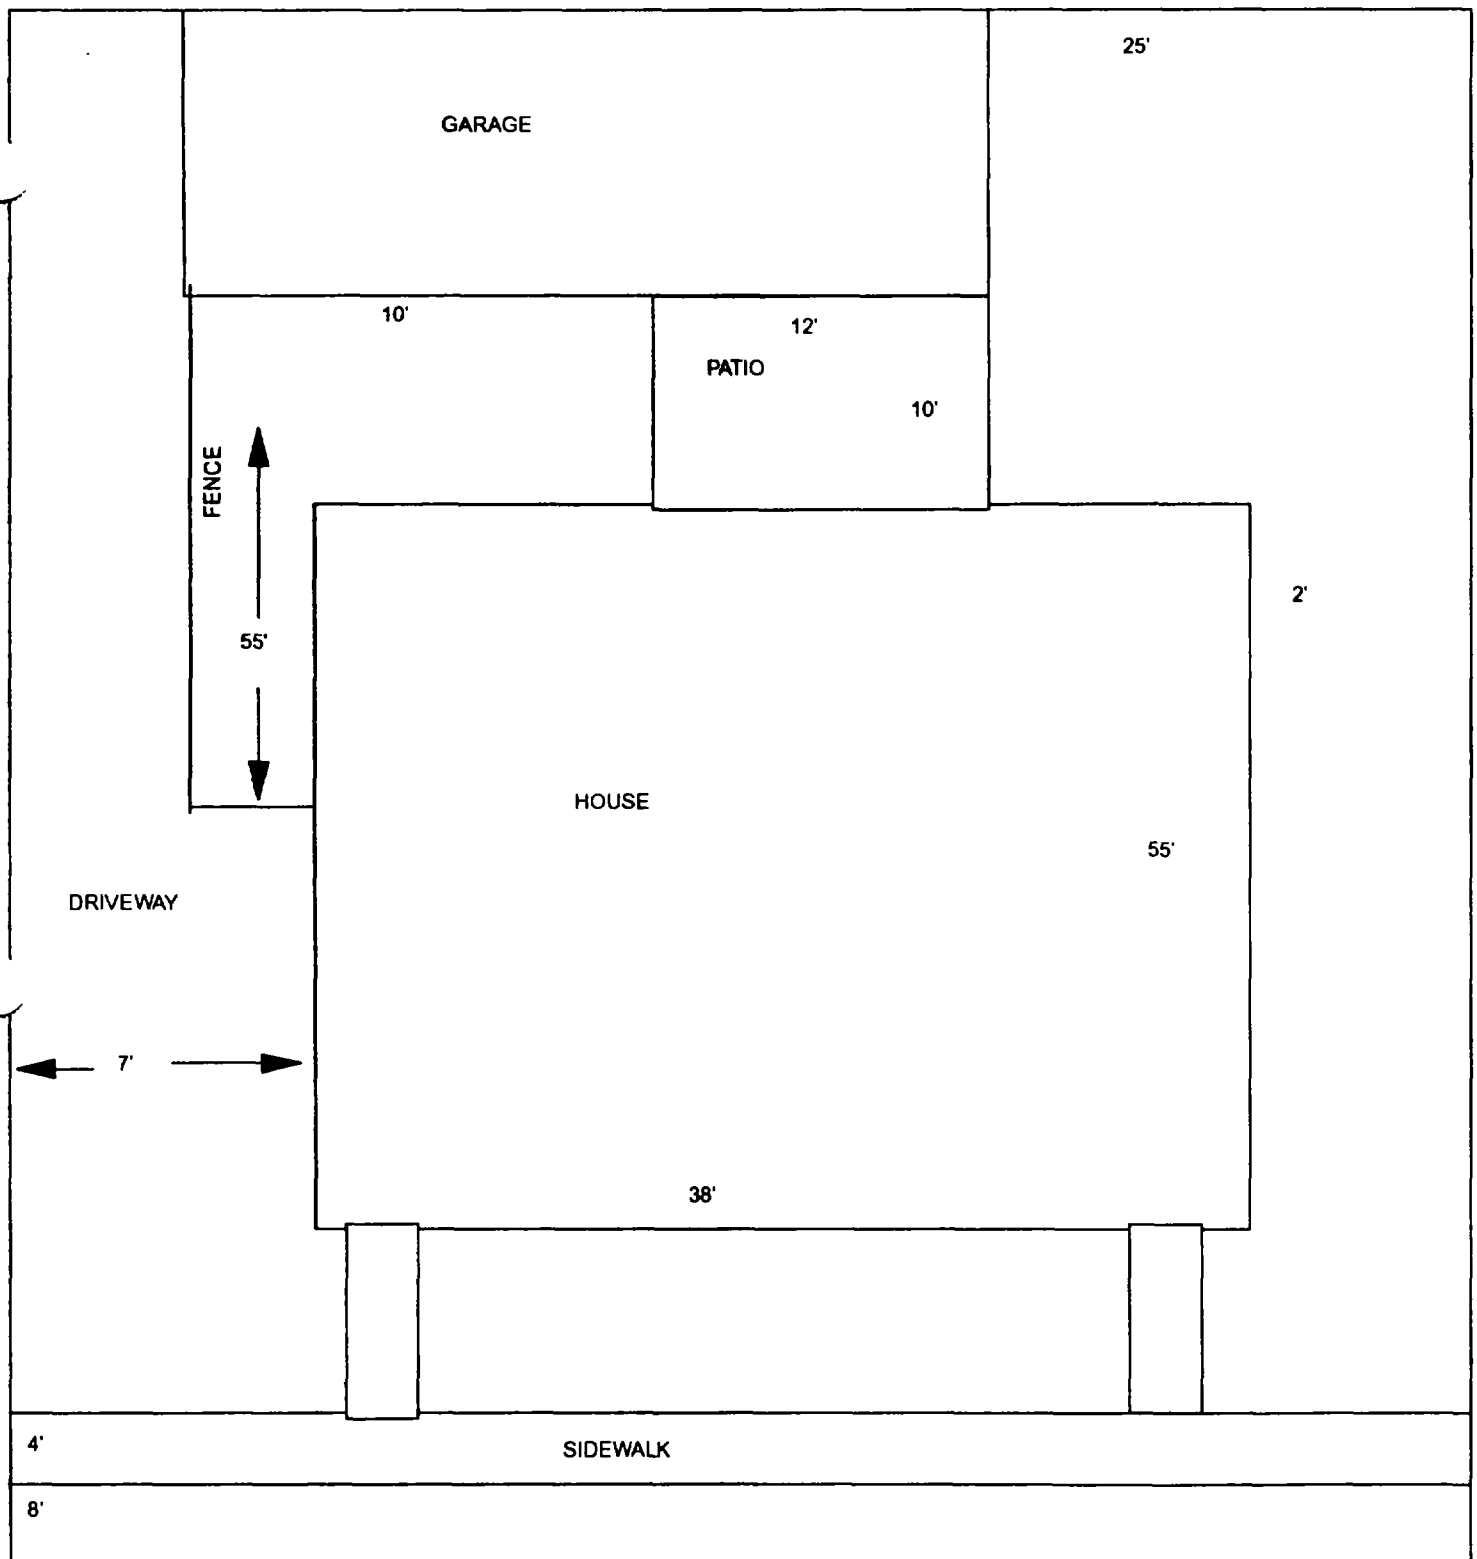 25'
GARAGE
10'
12'
PATIO
10'
FENCE
2'
55'
HOUSE
55'
DRIVEWAY
7'
38'
4'
SIDEWALK
8'